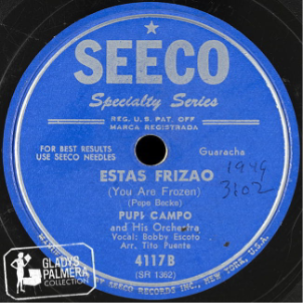 SEECO
Specialty Series
REG. U.S. PAT. OFF
MARCA REGISTRADA
FOR BEST RESULTS
USE SEECO NEEDLES
Guaracha
1949
3102
ESTAS FRIZAO
(You Are Frozen)
(Pepe Becke)
PUPI CAMPO
and His Orchestra
Vocal: Bobby Escoto
Arr. Tito Puente
4117B
(SR 1362)
BY SEECO RECORDS INC., NEW YORK, U.S.A.
GLADYS
PALMERA
COLLECTION